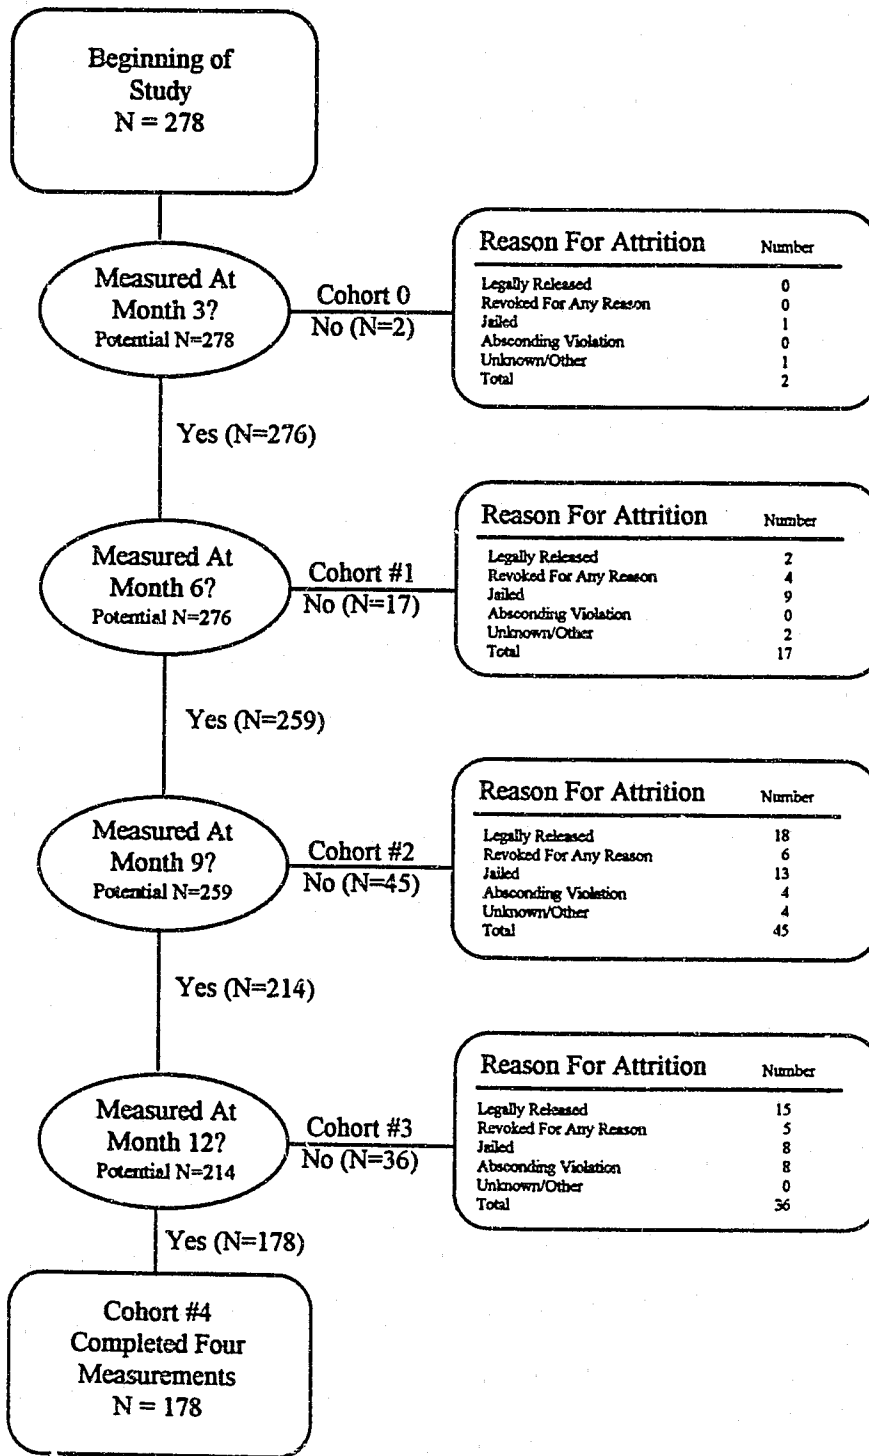 Beginning of
Study
N = 278
Measured At
Month 3?
Potential N=278
Cohort 0
No (N=2)
Reason For Attrition Number
Legally Released 0
Revoked For Any Reason 0
Jailed 1
Absconding Violation 0
Unknown/Other 1
Total 2
Yes (N=276)
Measured At
Month 6?
Potential N=276
Cohort #1
No (N=17)
Reason For Attrition Number
Legally Released 2
Revoked For Any Reason 4
Jailed 9
Absconding Violation 0
Unknown/Other 2
Total 17
Yes (N=259)
Measured At
Month 9?
Potential N=259
Cohort #2
No (N=45)
Reason For Attrition Number
Legally Released 18
Revoked For Any Reason 6
Jailed 13
Absconding Violation 4
Unknown/Other 4
Total 45
Yes (N=214)
Measured At
Month 12?
Potential N=214
Cohort #3
No (N=36)
Reason For Attrition Number
Legally Released 15
Revoked For Any Reason 5
Jailed 8
Absconding Violation 8
Unknown/Other 0
Total 36
Yes (N=178)
Cohort #4
Completed Four
Measurements
N = 178